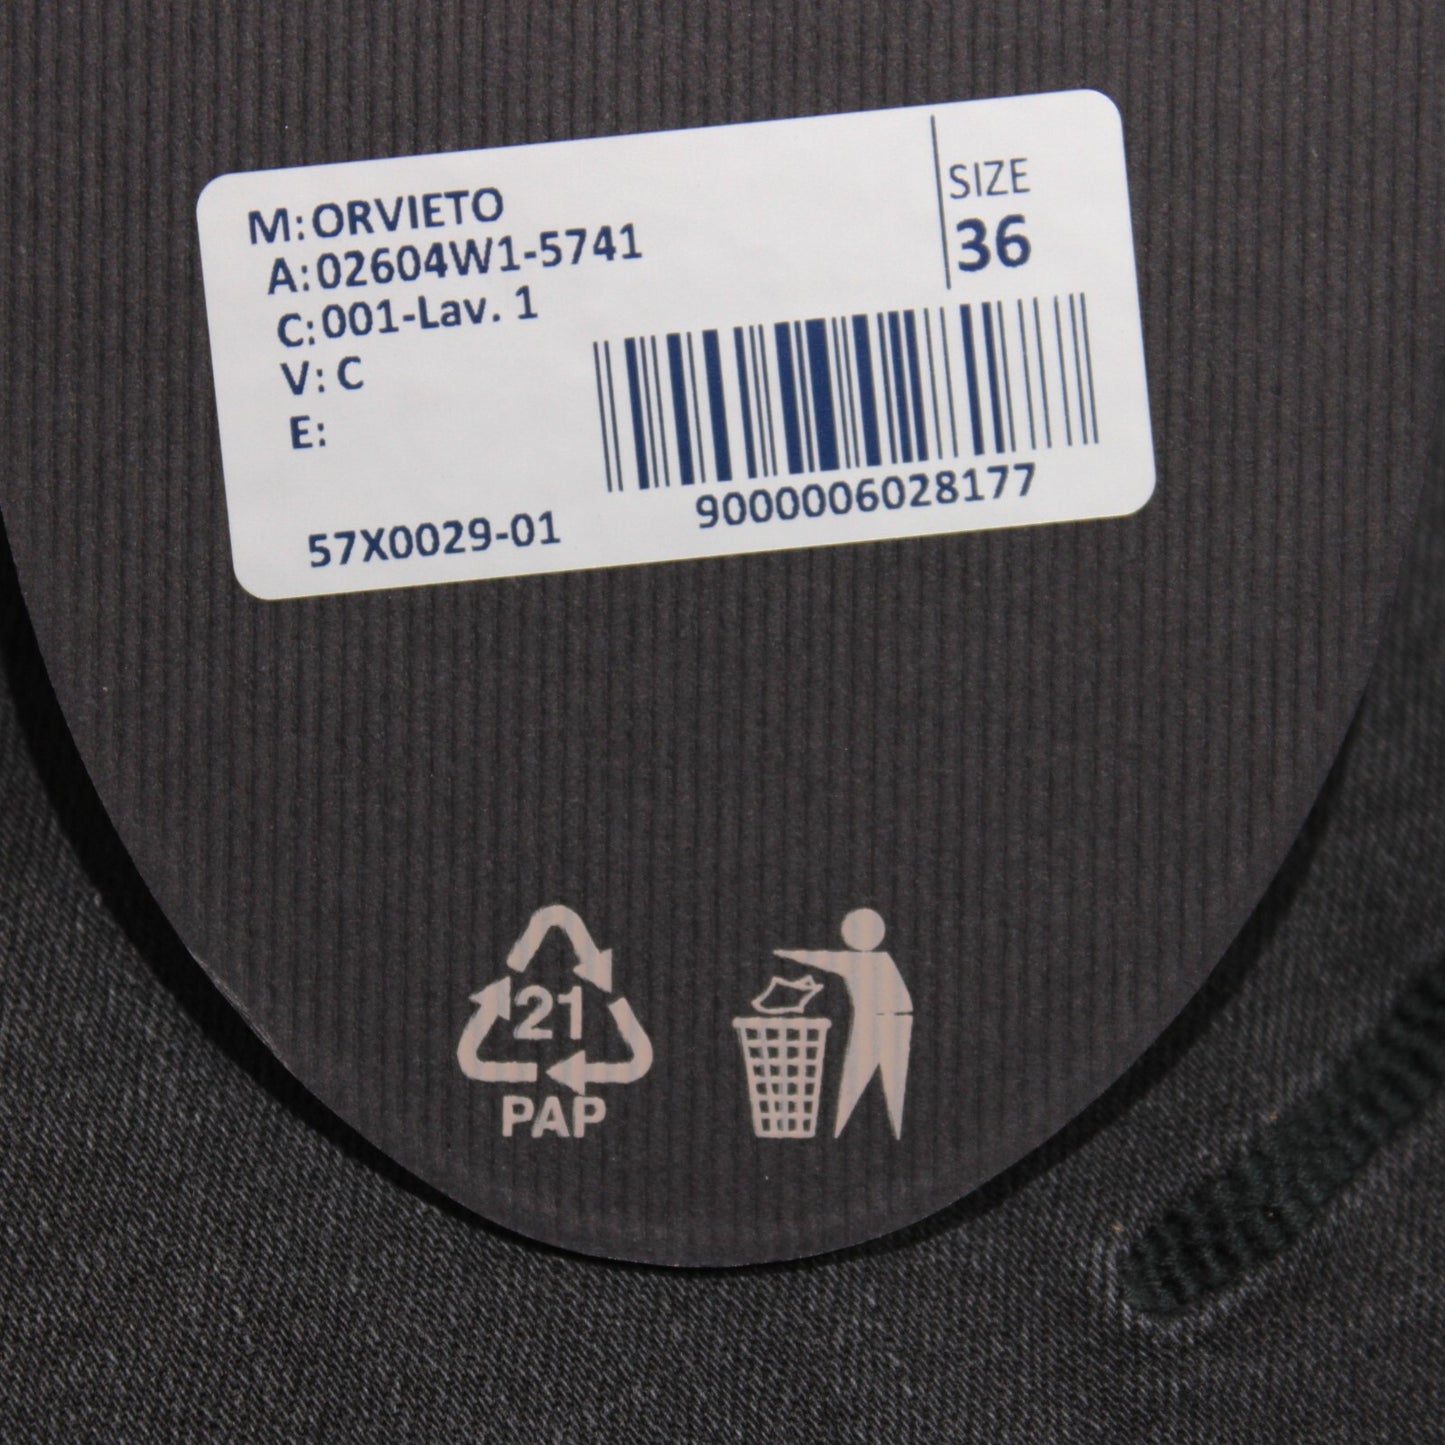 M: ORVIETO
A: 02604W1-5741
C: 001-Lav. 1
V: C
E:
57X0029-01
SIZE
36
9000006028177
21
PAP